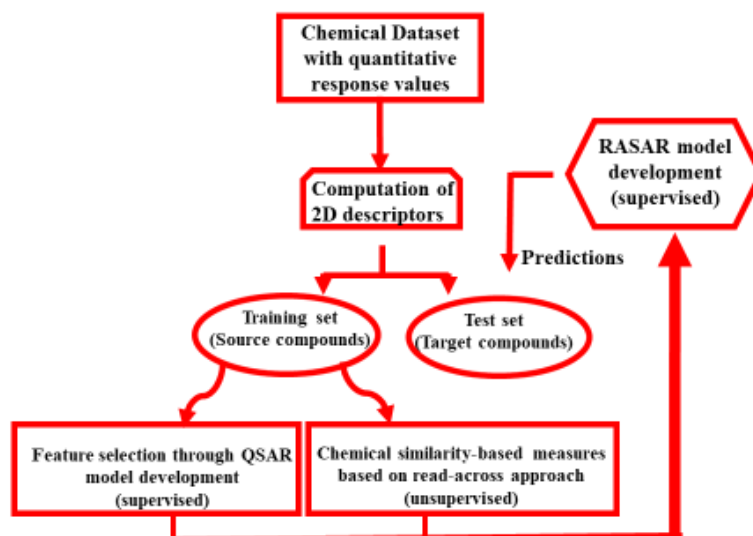 Chemical Dataset
with quantitative
response values
RASAR model
development
(supervised)
Computation of
2D descriptors
Predictions
Training set
(Source compounds)
Test set
(Target compounds)
Feature selection through QSAR
model development
(supervised)
Chemical similarity-based measures
based on read-across approach
(unsupervised)